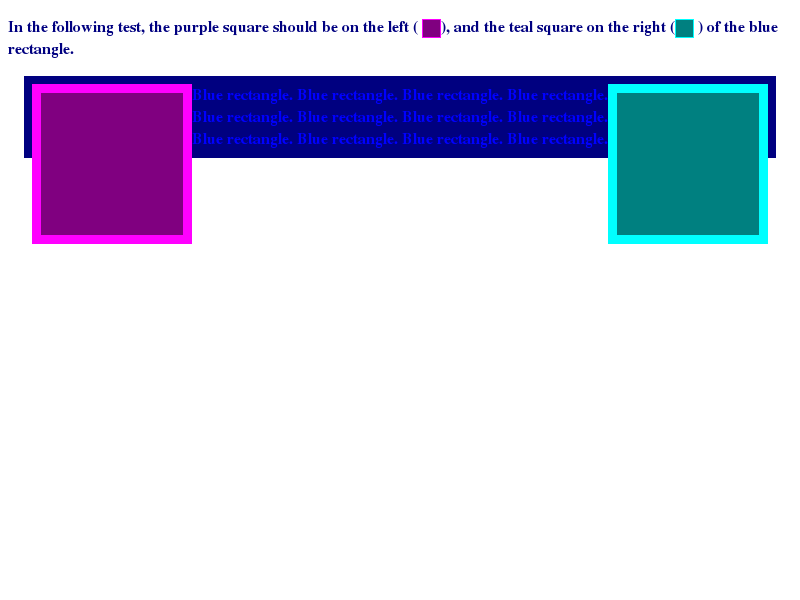 In the following test, the purple square should be on the left ( ), and the teal square on the right ( ) of the blue
rectangle.
Blue rectangle. Blue rectangle. Blue rectangle. Blue rectangle.
Blue rectangle. Blue rectangle. Blue rectangle. Blue rectangle.
Blue rectangle. Blue rectangle. Blue rectangle. Blue rectangle.